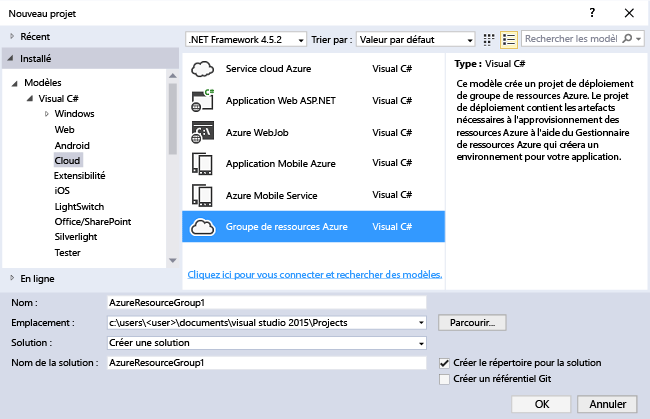 Nouveau projet
? ×
Récent
.NET Framework 4.5.2
Trier par : Valeur par défaut
Rechercher les modèl
Installé
Modèles
Visual C#
Windows
Web
Android
Cloud
Extensibilité
iOS
LightSwitch
Office/SharePoint
Silverlight
Tester
En ligne
Service cloud Azure Visual C#
Application Web ASP.NET Visual C#
Azure WebJob Visual C#
Application Mobile Azure Visual C#
Azure Mobile Service Visual C#
Groupe de ressources Azure Visual C#
Cliquez ici pour vous connecter et rechercher des modèles.
Type : Visual C#
Ce modèle crée un projet de déploiement
de groupe de ressources Azure. Le projet
de déploiement contient les artefacts
nécessaires à l'approvisionnement des
ressources Azure à l'aide du Gestionnaire
de ressources Azure qui créera un
environnement pour votre application.
Nom : AzureResourceGroup1
Emplacement : c:\users\<user>\documents\visual studio 2015\Projects Parcourir...
Solution : Créer une solution
Nom de la solution : AzureResourceGroup1
Créer le répertoire pour la solution
Créer un référentiel Git
OK Annuler